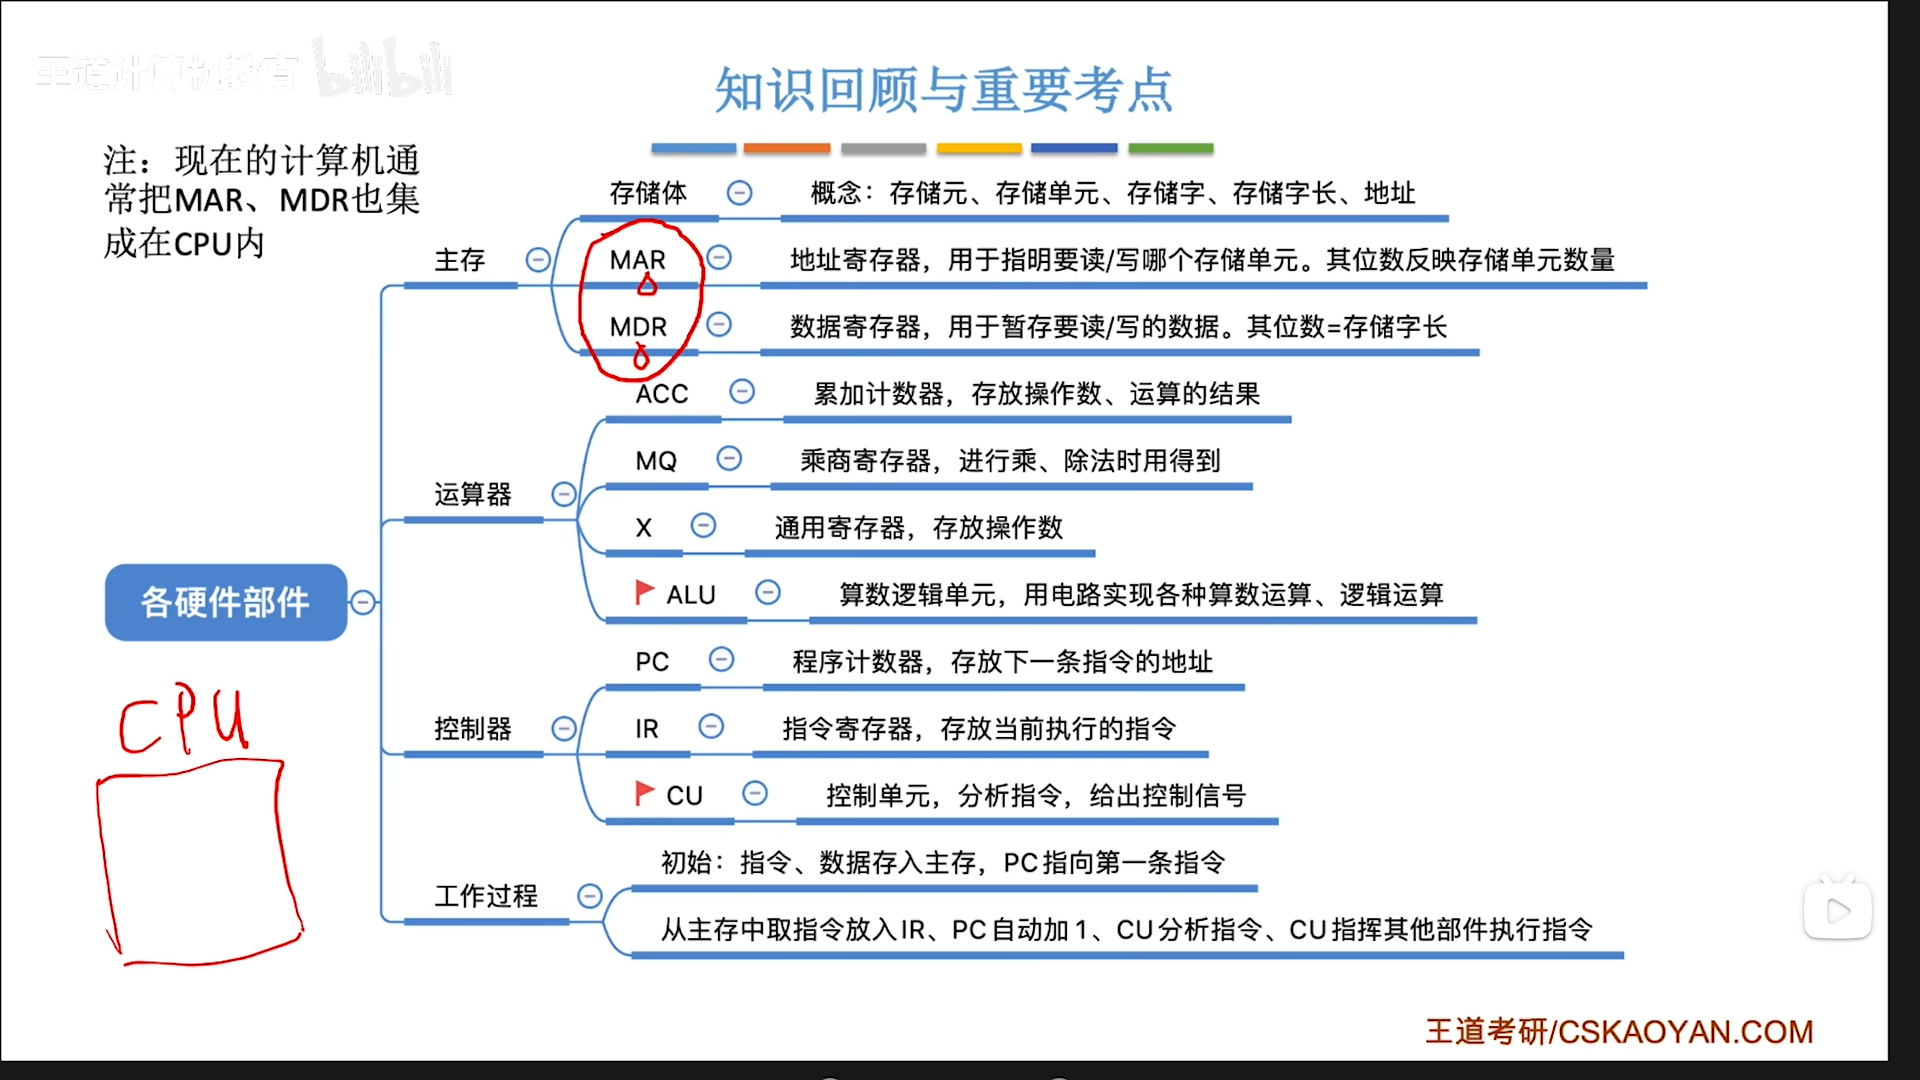 王道计算机教育 bilibili
知识回顾与重要考点
注：现在的计算机通
常把MAR、MDR也集
成在CPU内
各硬件部件
主存
存储体
概念：存储元、存储单元、存储字、存储字长、地址
MAR
地址寄存器，用于指明要读/写哪个存储单元。其位数反映存储单元数量
MDR
数据寄存器，用于暂存要读/写的数据。其位数=存储字长
运算器
ACC
累加计数器，存放操作数、运算的结果
MQ
乘商寄存器，进行乘、除法时用得到
X
通用寄存器，存放操作数
ALU
算数逻辑单元，用电路实现各种算数运算、逻辑运算
控制器
PC
程序计数器，存放下一条指令的地址
IR
指令寄存器，存放当前执行的指令
CU
控制单元，分析指令，给出控制信号
工作过程
初始：指令、数据存入主存，PC指向第一条指令
从主存中取指令放入IR、PC自动加1、CU分析指令、CU指挥其他部件执行指令
CPU
王道考研/CSKAOYAN.COM